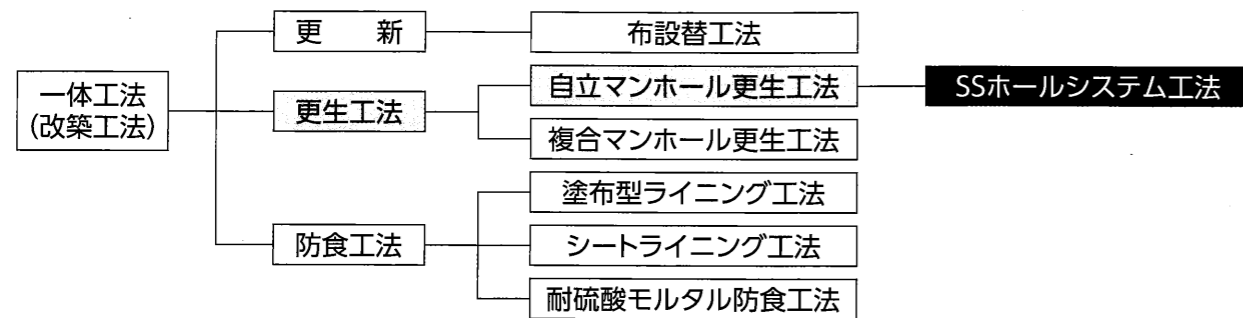 更　新
布設替工法
一体工法
(改築工法)
更生工法
自立マンホール更生工法
SSホールシステム工法
複合マンホール更生工法
防食工法
塗布型ライニング工法
シートライニング工法
耐硫酸モルタル防食工法